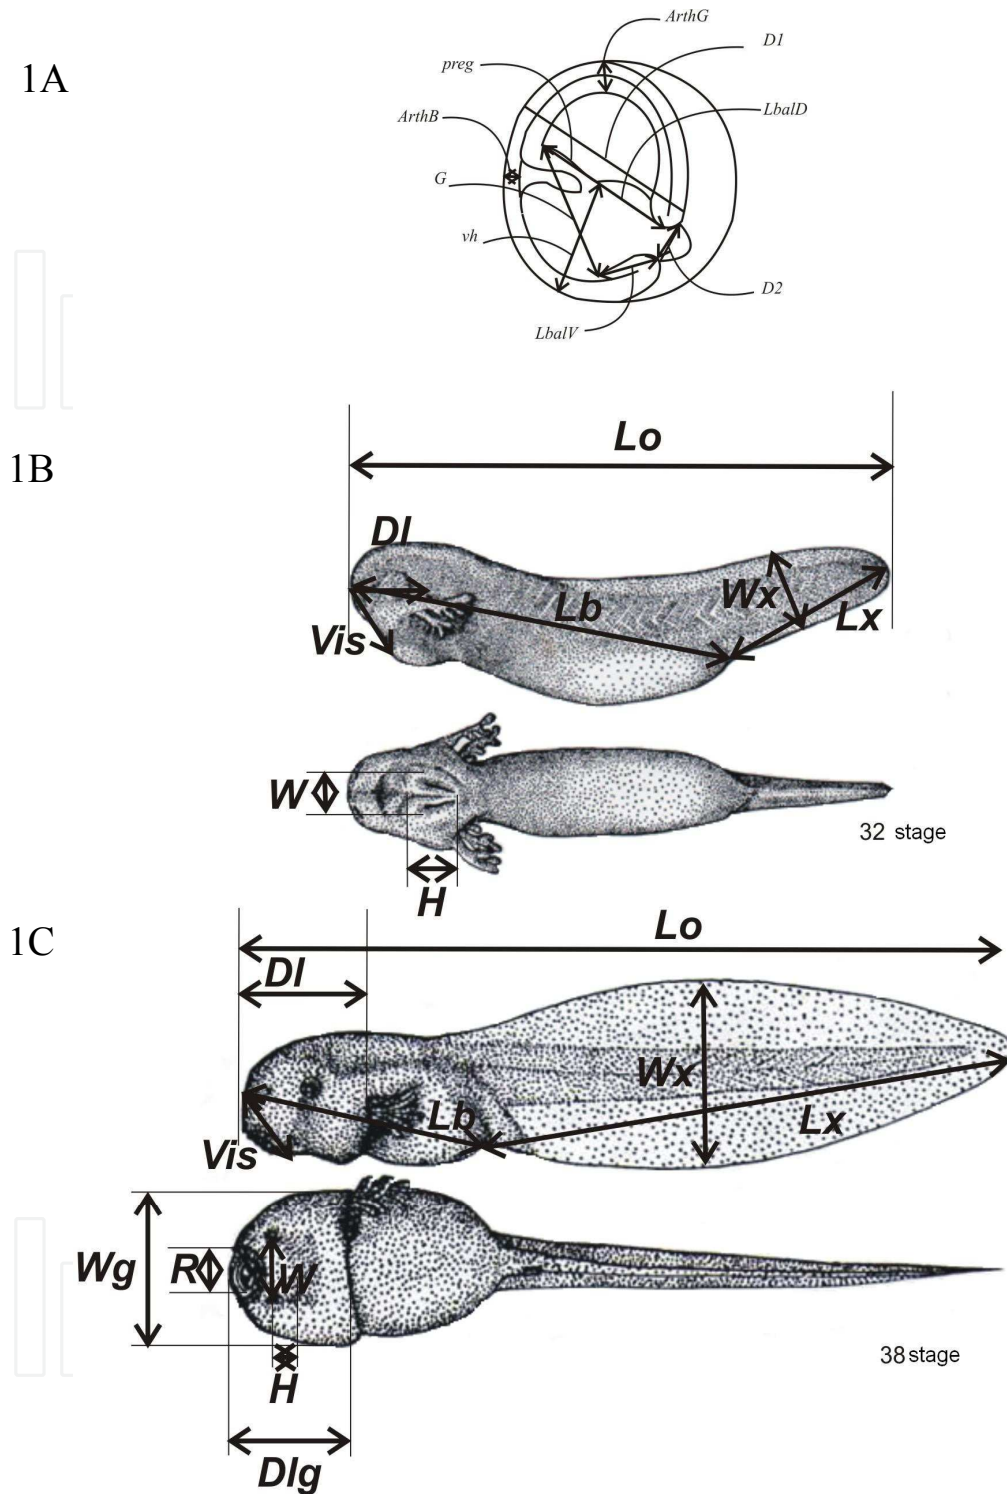 1A
ArthG
D1
preg
LbalD
ArthB
G
vh
D2
LbalV
1B
Lo
Dl
Wx
Lb
Lx
Vis
W
32 stage
H
1C
Lo
Dl
Wx
Lb
Lx
Vis
Wg
R
W
38 stage
H
Dlg